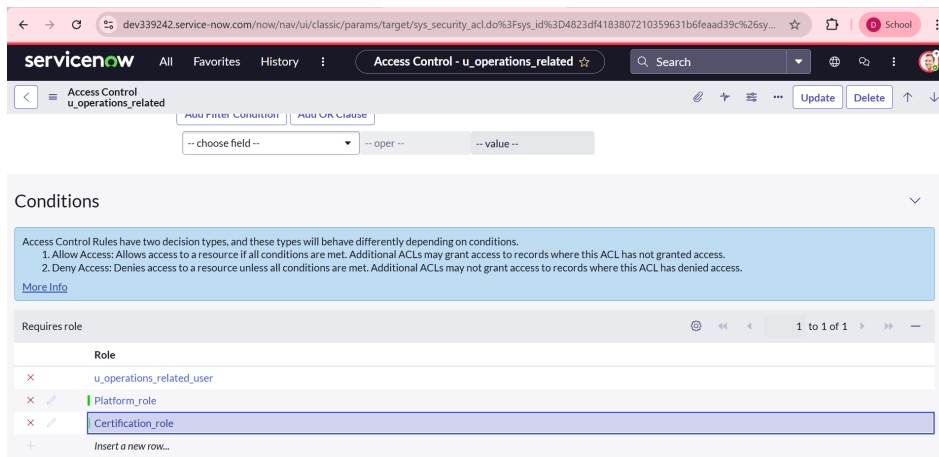 dev339242.service-now.com/now/nav/ui/classic/params/target/sys_security_acl.do%3Fsys_id%3D4823df4183807210359631b6feaad39c%26sy...
D School
servicenow All Favorites History Access Control - u_operations_related Search
Access Control
u_operations_related
Update Delete
Add Filter Condition Add OR Clause
-- choose field -- -- oper -- -- value --
Conditions
Access Control Rules have two decision types, and these types will behave differently depending on conditions.
1. Allow Access: Allows access to a resource if all conditions are met. Additional ACLs may grant access to records where this ACL has not granted access.
2. Deny Access: Denies access to a resource unless all conditions are met. Additional ACLs may not grant access to records where this ACL has denied access.
More Info
Requires role 1 to 1 of 1
Role
u_operations_related_user
Platform_role
Certification_role
Insert a new row...